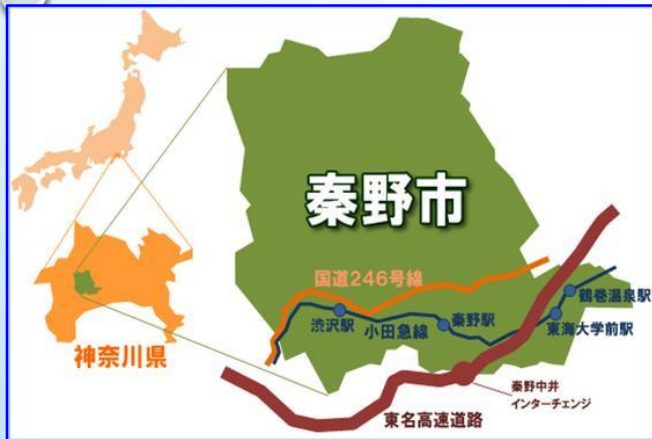 秦野市
国道246号線
鶴巻温泉駅
渋沢駅
小田急線
秦野駅
東海大学前駅
神奈川県
秦野中井
インターチェンジ
東名高速道路